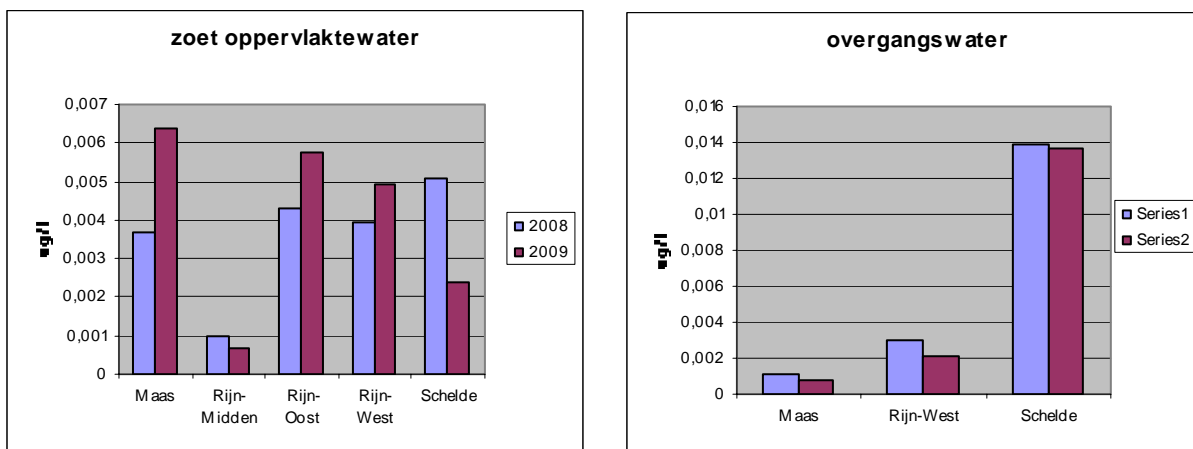 zoet oppervlaktewater
0,007
0,006
0,005
0,004
0,003
0,002
0,001
0
ug/l
Maas
Rijn-
Midden
Rijn-
Oost
Rijn-
West
Schelde
2008
2009
overgangswater
0,016
0,014
0,012
0,01
0,008
0,006
0,004
0,002
0
ug/l
Maas
Rijn-West
Schelde
Series1
Series2